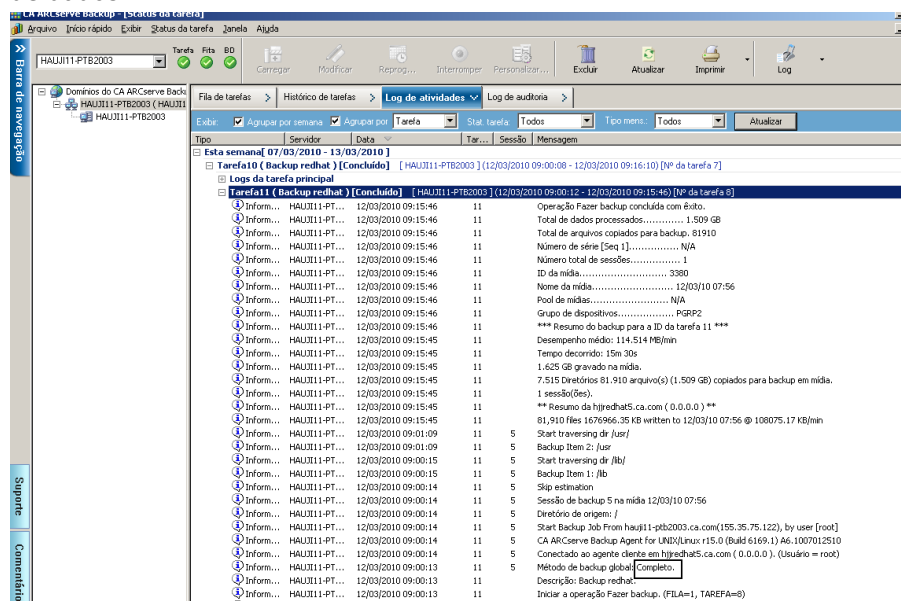 CA ARCserve Backup - [Status da tarefa]
Arquivo Início rápido Exibir Status da tarefa Janela Ajuda
HAUJI11-PTB2003
Tarefa Fita BD
Carregar Modificar Reprog... Interromper Personalizar... Excluir Atualizar Imprimir Log
Barra de navegação
Suporte
Comentário
Domínios do CA ARCserve Back
HAUJI11-PTB2003 ( HAUJI1
HAUJI11-PTB2003
Fila de tarefas > Histórico de tarefas > Log de atividades Log de auditoria >
Exibir: Agrupar por semana Agrupar por Tarefa Stat. tarefa: Todos Tipo mens.: Todos Atualizar
Tipo Servidor Data Tar... Sessão Mensagem
Esta semana[ 07/03/2010 - 13/03/2010 ]
Tarefa10 ( Backup redhat ) [Concluído] [ HAUJI11-PTB2003 ] (12/03/2010 09:00:08 - 12/03/2010 09:16:10) [Nº da tarefa 7]
Logs da tarefa principal
Tarefa11 ( Backup redhat ) [Concluído] [ HAUJI11-PTB2003 ] (12/03/2010 09:00:12 - 12/03/2010 09:15:46) [Nº da tarefa 8]
Inform... HAUJI11-PT... 12/03/2010 09:15:46 11 Operação Fazer backup concluída com êxito.
Inform... HAUJI11-PT... 12/03/2010 09:15:46 11 Total de dados processados............. 1.509 GB
Inform... HAUJI11-PT... 12/03/2010 09:15:46 11 Total de arquivos copiados para backup. 81910
Inform... HAUJI11-PT... 12/03/2010 09:15:46 11 Número de série [Seq 1]................ N/A
Inform... HAUJI11-PT... 12/03/2010 09:15:46 11 Número total de sessões................ 1
Inform... HAUJI11-PT... 12/03/2010 09:15:46 11 ID da mídia............................ 3380
Inform... HAUJI11-PT... 12/03/2010 09:15:46 11 Nome da mídia.......................... 12/03/10 07:56
Inform... HAUJI11-PT... 12/03/2010 09:15:46 11 Pool de mídias......................... N/A
Inform... HAUJI11-PT... 12/03/2010 09:15:46 11 Grupo de dispositivos.................. PGRP2
Inform... HAUJI11-PT... 12/03/2010 09:15:46 11 *** Resumo do backup para a ID da tarefa 11 ***
Inform... HAUJI11-PT... 12/03/2010 09:15:45 11 Desempenho médio: 114.514 MB/min
Inform... HAUJI11-PT... 12/03/2010 09:15:45 11 Tempo decorrido: 15m 30s
Inform... HAUJI11-PT... 12/03/2010 09:15:45 11 1.625 GB gravado na mídia.
Inform... HAUJI11-PT... 12/03/2010 09:15:45 11 7.515 Diretórios 81.910 arquivo(s) (1.509 GB) copiados para backup em mídia.
Inform... HAUJI11-PT... 12/03/2010 09:15:45 11 1 sessão(ões).
Inform... HAUJI11-PT... 12/03/2010 09:15:45 11 ** Resumo da hjjredhat5.ca.com ( 0.0.0.0 ) **
Inform... HAUJI11-PT... 12/03/2010 09:15:45 11 81,910 files 1676966.35 KB written to 12/03/10 07:56 @ 108075.17 KB/min
Inform... HAUJI11-PT... 12/03/2010 09:01:09 11 5 Start traversing dir /usr/
Inform... HAUJI11-PT... 12/03/2010 09:01:09 11 5 Backup Item 2: /usr
Inform... HAUJI11-PT... 12/03/2010 09:00:15 11 5 Start traversing dir /lib/
Inform... HAUJI11-PT... 12/03/2010 09:00:15 11 5 Backup Item 1: /lib
Inform... HAUJI11-PT... 12/03/2010 09:00:14 11 5 Skip estimation
Inform... HAUJI11-PT... 12/03/2010 09:00:14 11 5 Sessão de backup 5 na mídia 12/03/10 07:56
Inform... HAUJI11-PT... 12/03/2010 09:00:14 11 5 Diretório de origem: /
Inform... HAUJI11-PT... 12/03/2010 09:00:14 11 5 Start Backup Job From hauji11-ptb2003.ca.com(155.35.75.122), by user [root]
Inform... HAUJI11-PT... 12/03/2010 09:00:14 11 5 CA ARCserve Backup Agent for UNIX/Linux r15.0 (Build 6169.1) A6.1007012510
Inform... HAUJI11-PT... 12/03/2010 09:00:14 11 5 Conectado ao agente cliente em hjjredhat5.ca.com ( 0.0.0.0 ). (Usuário = root)
Inform... HAUJI11-PT... 12/03/2010 09:00:13 11 5 Método de backup global: Completo.
Inform... HAUJI11-PT... 12/03/2010 09:00:13 11 Descrição: Backup redhat.
Inform... HAUJI11-PT... 12/03/2010 09:00:13 11 Iniciar a operação Fazer backup. (FILA=1, TAREFA=8)